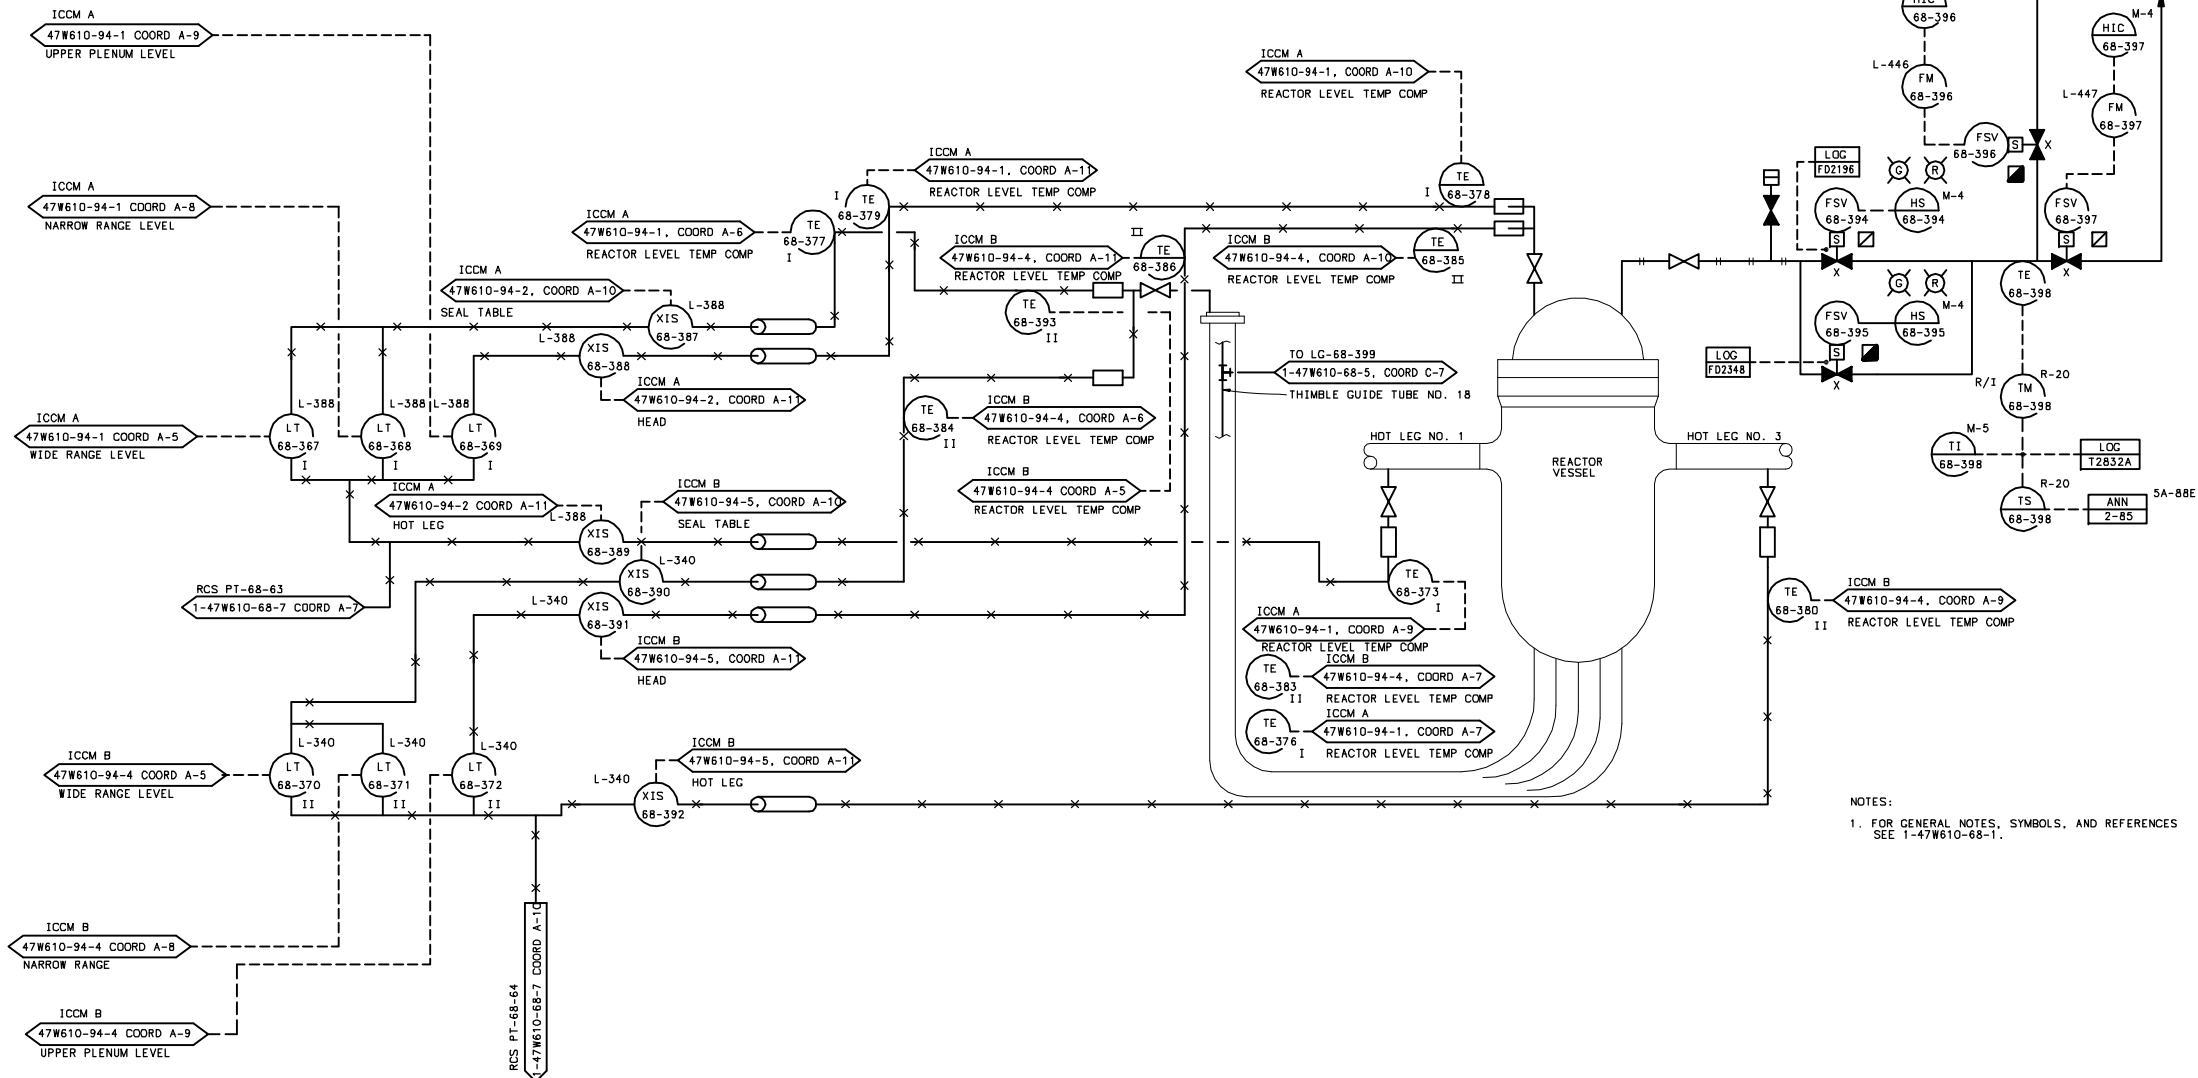 ICCM A
47W610-94-1 COORD A-9
UPPER PLENUM LEVEL
ICCM A
47W610-94-1 COORD A-8
NARROW RANGE LEVEL
ICCM A
47W610-94-1 COORD A-5
WIDE RANGE LEVEL
L-388
LT
68-367
I
L-388
LT
68-368
I
L-388
LT
68-369
I
ICCM A
47W610-94-2, COORD A-10
SEAL TABLE
L-388
XIS
68-387
L-388
XIS
68-388
ICCM A
47W610-94-2, COORD A-11
HEAD
ICCM A
47W610-94-1, COORD A-6
REACTOR LEVEL TEMP COMP
TE
68-377
I
ICCM A
47W610-94-1, COORD A-11
REACTOR LEVEL TEMP COMP
I
TE
68-379
ICCM A
47W610-94-1, COORD A-10
REACTOR LEVEL TEMP COMP
I
TE
68-378
ICCM B
47W610-94-4, COORD A-11
REACTOR LEVEL TEMP COMP
II
TE
68-386
ICCM B
47W610-94-4, COORD A-10
REACTOR LEVEL TEMP COMP
TE
68-385
II
TE
68-393
II
TE
68-384
II
ICCM B
47W610-94-4, COORD A-6
REACTOR LEVEL TEMP COMP
ICCM B
47W610-94-4 COORD A-5
REACTOR LEVEL TEMP COMP
TO LG-68-399
1-47W610-68-5, COORD C-7
THIMBLE GUIDE TUBE NO. 18
HOT LEG NO. 1
HOT LEG NO. 3
REACTOR
VESSEL
ICCM A
47W610-94-2 COORD A-11
HOT LEG
L-388
XIS
68-389
ICCM B
47W610-94-5, COORD A-10
SEAL TABLE
L-340
XIS
68-390
RCS PT-68-63
1-47W610-68-7 COORD A-7
L-340
XIS
68-391
ICCM B
47W610-94-5, COORD A-11
HEAD
TE
68-373
I
ICCM A
47W610-94-1, COORD A-9
REACTOR LEVEL TEMP COMP
ICCM B
TE
68-383
II
47W610-94-4, COORD A-7
REACTOR LEVEL TEMP COMP
ICCM A
TE
68-376
I
47W610-94-1, COORD A-7
REACTOR LEVEL TEMP COMP
TE
68-380
II
ICCM B
47W610-94-4, COORD A-9
REACTOR LEVEL TEMP COMP
ICCM B
47W610-94-4 COORD A-5
WIDE RANGE LEVEL
L-340
LT
68-370
II
L-340
LT
68-371
II
L-340
LT
68-372
II
L-340
XIS
68-392
ICCM B
47W610-94-5, COORD A-11
HOT LEG
ICCM B
47W610-94-4 COORD A-8
NARROW RANGE
ICCM B
47W610-94-4 COORD A-9
UPPER PLENUM LEVEL
RCS PT-68-64
1-47W610-68-7 COORD A-10
HIC
68-396
M-4
HIC
68-397
L-446
FM
68-396
L-447
FM
68-397
FSV
68-396
S
X
LOG
FD2196
G
R
FSV
68-394
HS
68-394
M-4
S
X
FSV
68-397
S
X
G
R
FSV
68-395
HS
68-395
M-4
S
X
LOG
FD2348
TE
68-398
R/I
R-20
TM
68-398
M-5
TI
68-398
LOG
T2832A
R-20
TS
68-398
ANN
2-85
5A-88E
NOTES:
1. FOR GENERAL NOTES, SYMBOLS, AND REFERENCES
SEE 1-47W610-68-1.